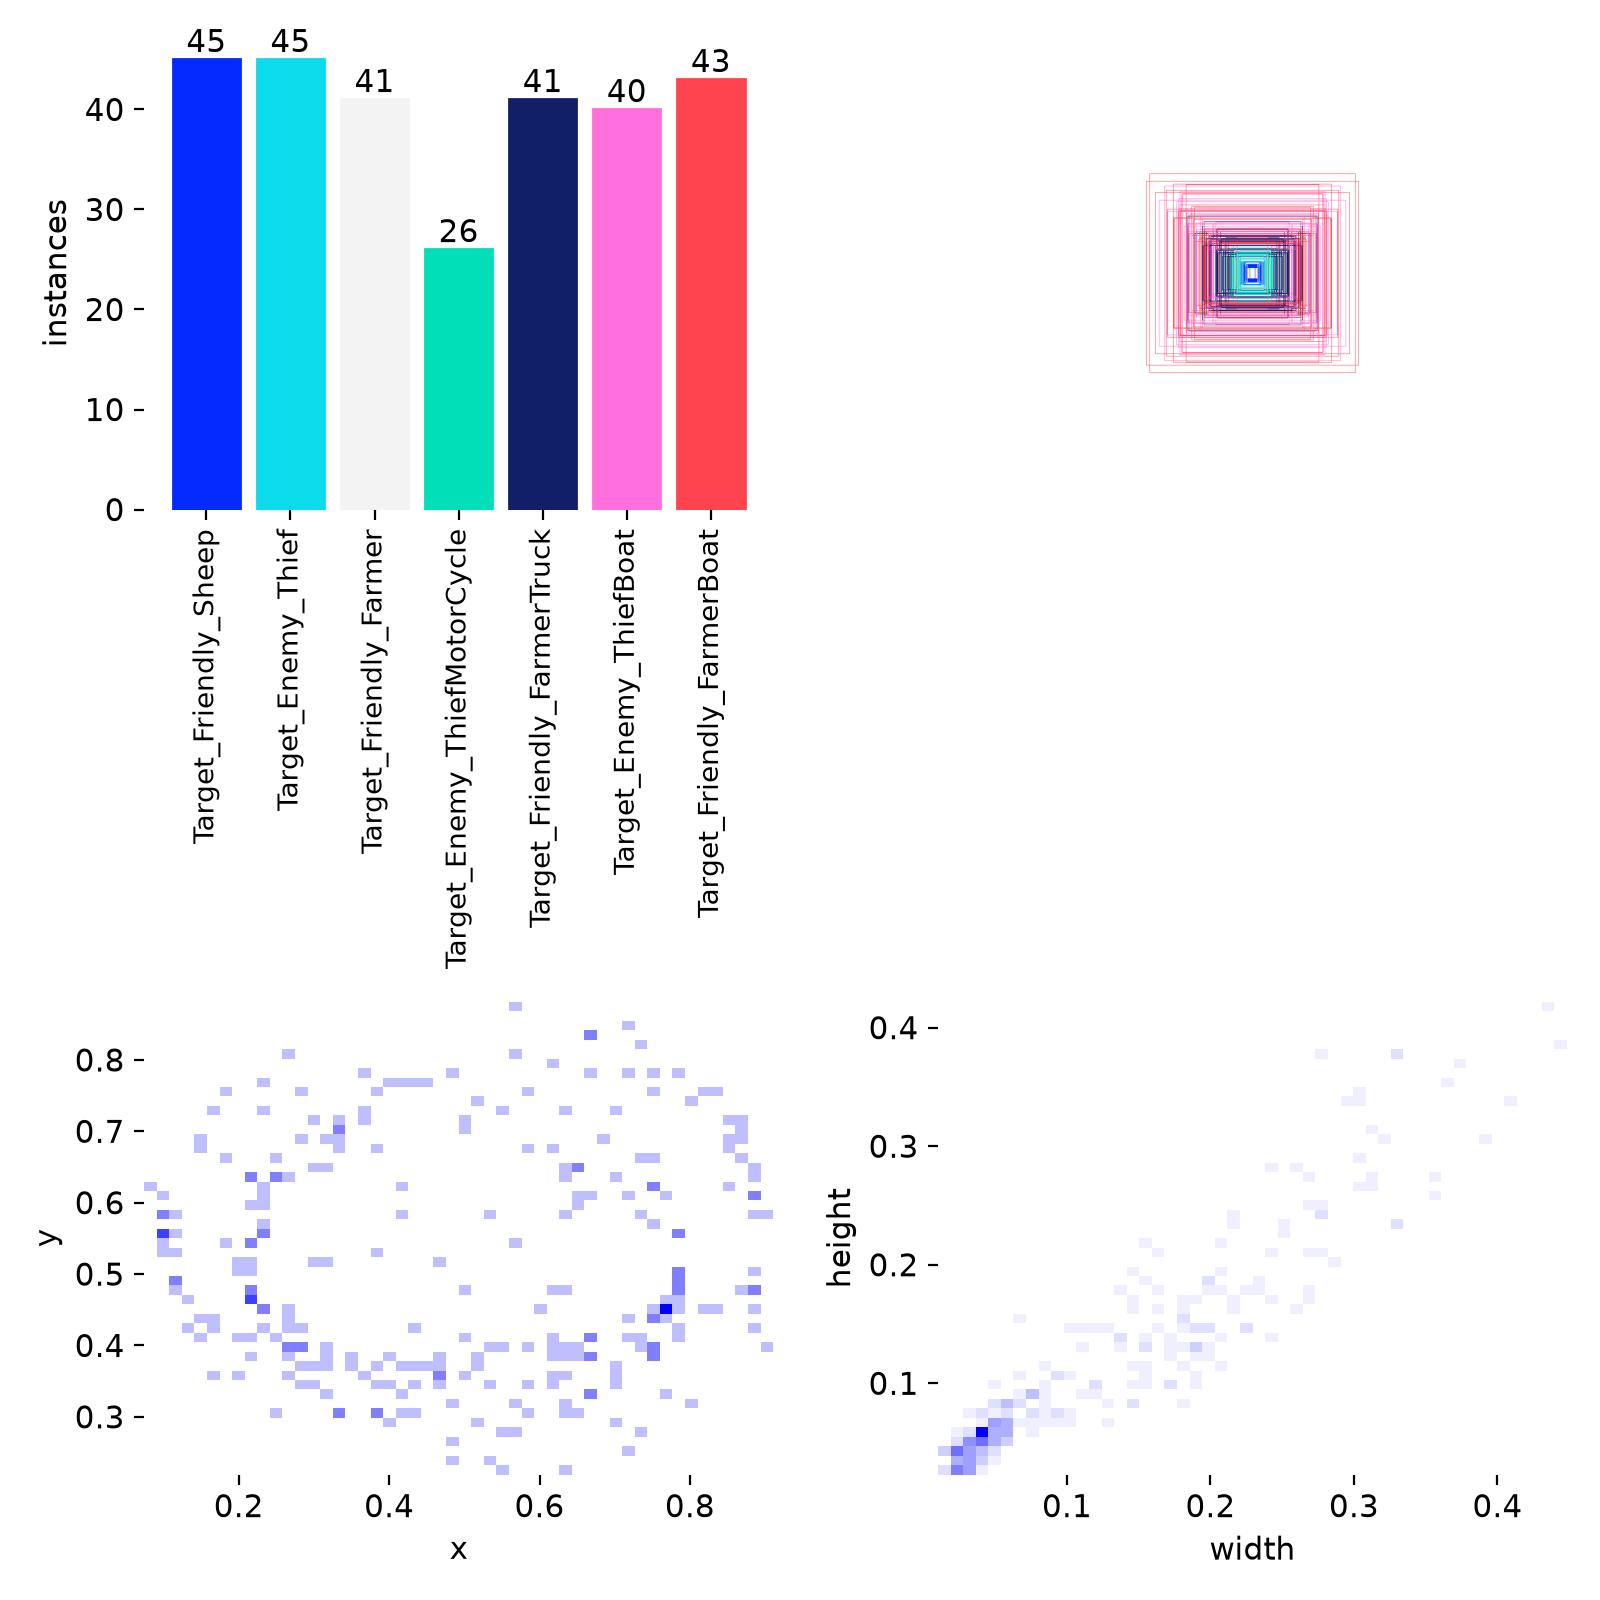 45 45 41 26 41 40 43
instances
40
30
20
10
0
Target_Friendly_Sheep
Target_Enemy_Thief
Target_Friendly_Farmer
Target_Enemy_ThiefMotorCycle
Target_Friendly_FarmerTruck
Target_Enemy_ThiefBoat
Target_Friendly_FarmerBoat
y
0.8
0.7
0.6
0.5
0.4
0.3
0.2 0.4 0.6 0.8
x
height
0.4
0.3
0.2
0.1
0.1 0.2 0.3 0.4
width